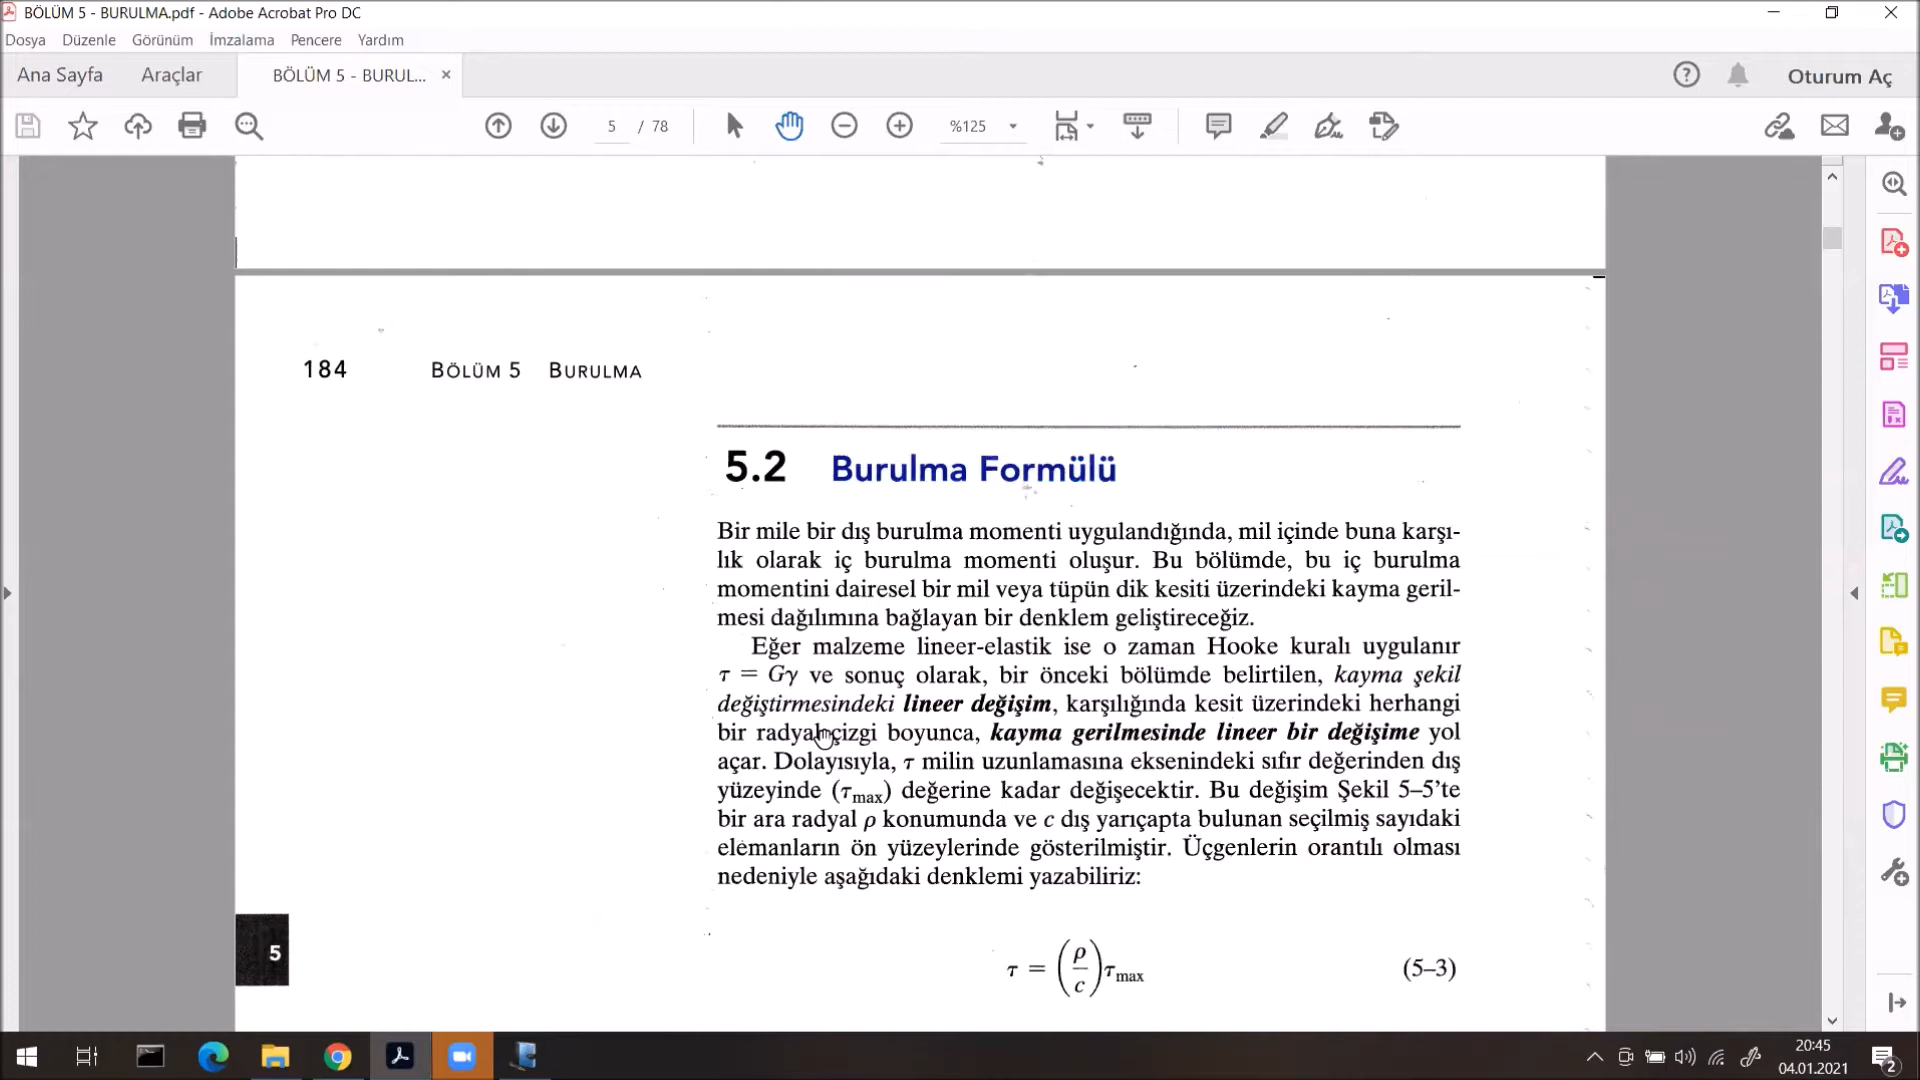 BÖLÜM 5 - BURULMA.pdf - Adobe Acrobat Pro DC
Dosya Düzenle Görünüm İmzalama Pencere Yardım
Ana Sayfa Araçlar BÖLÜM 5 - BURUL... × Oturum Aç
5 / 78 %125
184 BÖLÜM 5 BURULMA
5.2 Burulma Formülü
Bir mile bir dış burulma momenti uygulandığında, mil içinde buna karşı-
lık olarak iç burulma momenti oluşur. Bu bölümde, bu iç burulma
momentini dairesel bir mil veya tüpün dik kesiti üzerindeki kayma geril-
mesi dağılımına bağlayan bir denklem geliştireceğiz.
Eğer malzeme lineer-elastik ise o zaman Hooke kuralı uygulanır
τ = Gγ ve sonuç olarak, bir önceki bölümde belirtilen, kayma şekil
değiştirmesindeki lineer değişim, karşılığında kesit üzerindeki herhangi
bir radyal çizgi boyunca, kayma gerilmesinde lineer bir değişime yol
açar. Dolayısıyla, τ milin uzunlamasına eksenindeki sıfır değerinden dış
yüzeyinde (τmax) değerine kadar değişecektir. Bu değişim Şekil 5–5'te
bir ara radyal ρ konumunda ve c dış yarıçapta bulunan seçilmiş sayıdaki
elemanların ön yüzeylerinde gösterilmiştir. Üçgenlerin orantılı olması
nedeniyle aşağıdaki denklemi yazabiliriz:
5
τ = (ρ/c)τmax (5–3)
20:45
04.01.2021
2